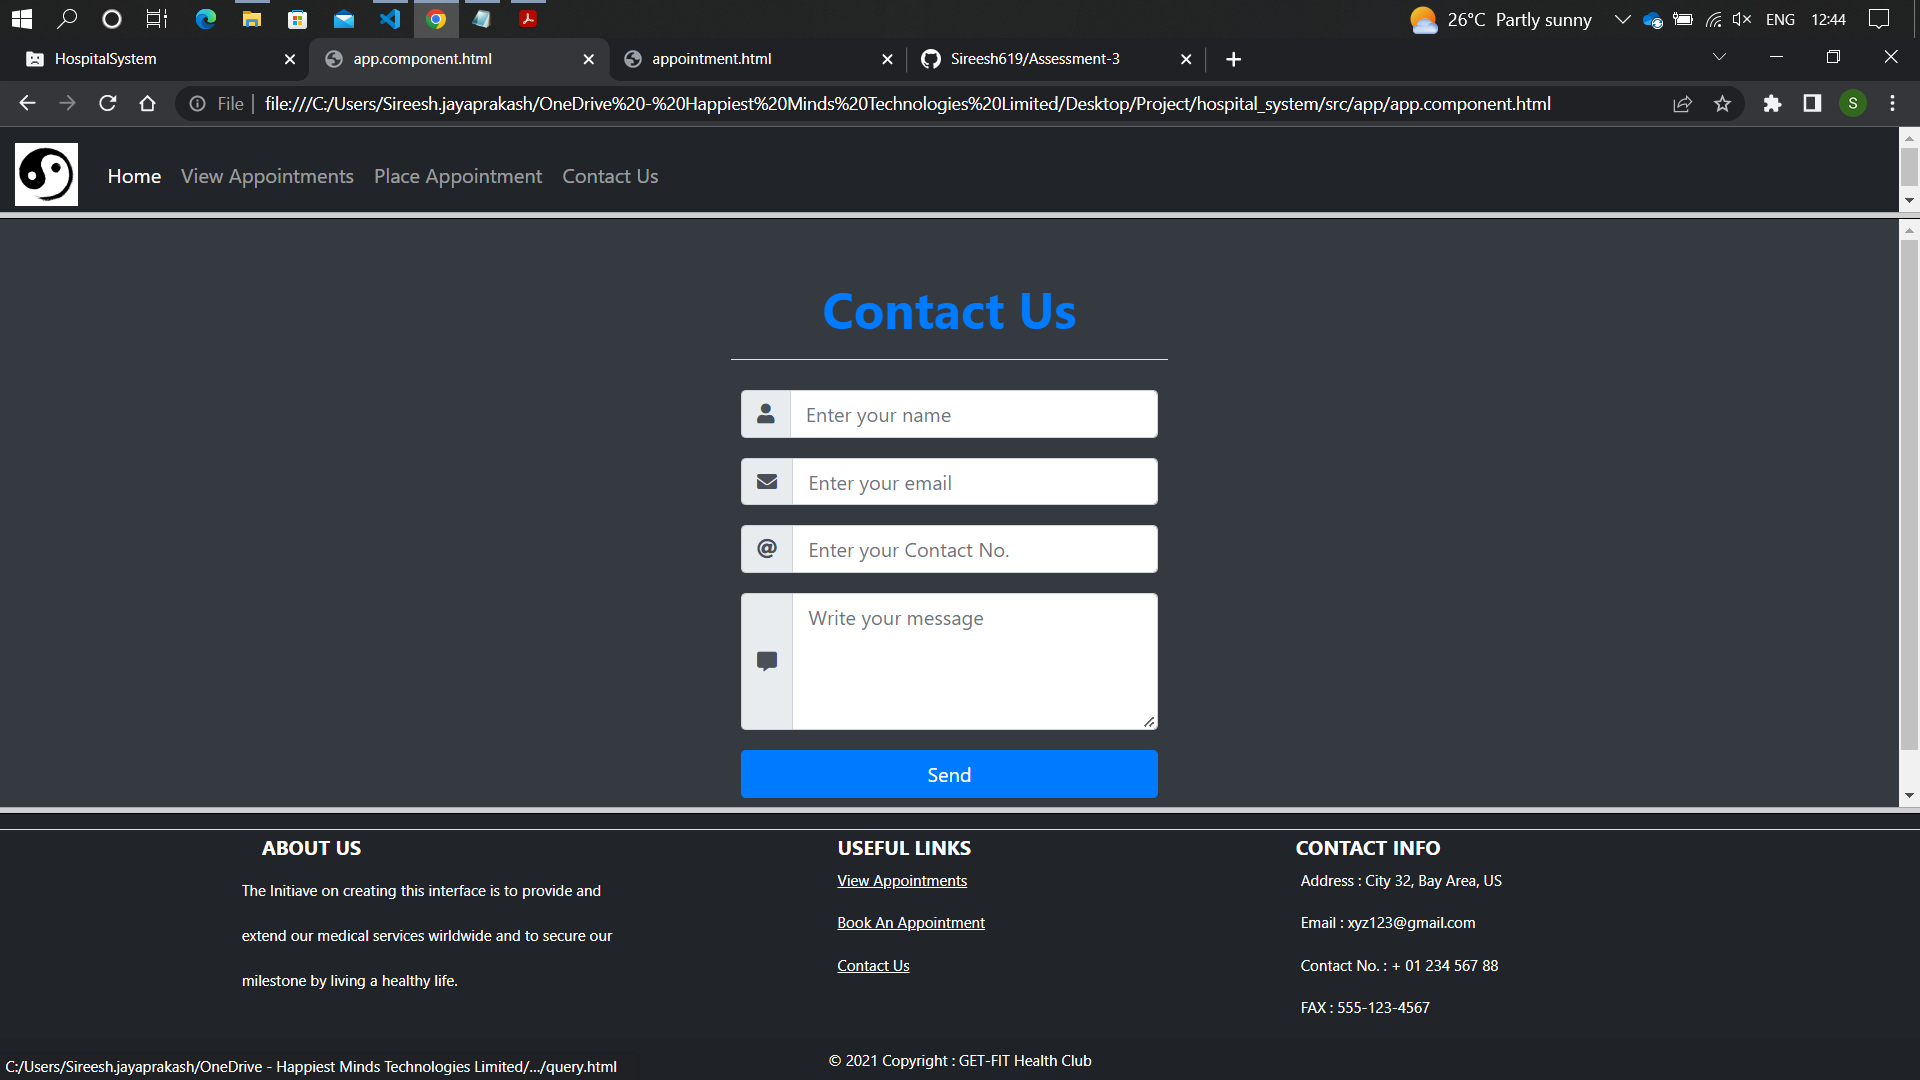 26°C Partly sunny
ENG
12:44
HospitalSystem
app.component.html
appointment.html
Sireesh619/Assessment-3
File
file:///C:/Users/Sireesh.jayaprakash/OneDrive%20-%20Happiest%20Minds%20Technologies%20Limited/Desktop/Project/hospital_system/src/app/app.component.html
S
Home
View Appointments
Place Appointment
Contact Us
Contact Us
Enter your name
Enter your email
@
Enter your Contact No.
Write your message
Send
ABOUT US
The Initiave on creating this interface is to provide and
extend our medical services wirldwide and to secure our
milestone by living a healthy life.
USEFUL LINKS
View Appointments
Book An Appointment
Contact Us
CONTACT INFO
Address : City 32, Bay Area, US
Email : xyz123@gmail.com
Contact No. : + 01 234 567 88
FAX : 555-123-4567
© 2021 Copyright : GET-FIT Health Club
C:/Users/Sireesh.jayaprakash/OneDrive - Happiest Minds Technologies Limited/.../query.html